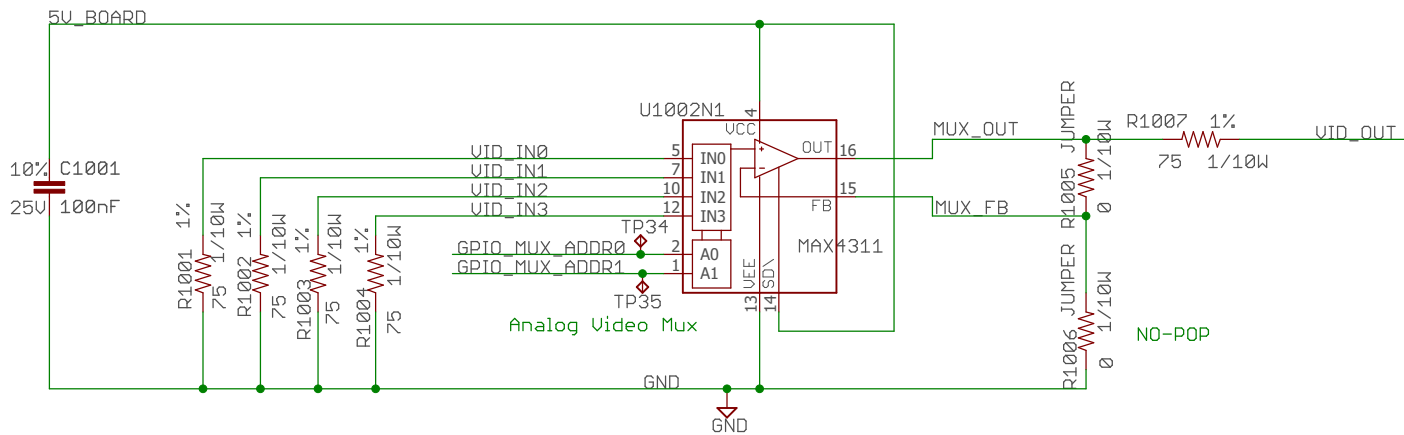 5V_BOARD
10% C1001
25V 100nF
VID_IN0
VID_IN1
VID_IN2
VID_IN3
GPIO_MUX_ADDR0
GPIO_MUX_ADDR1
TP34
TP35
R1001 1%
75 1/10W
R1002 1%
75 1/10W
R1003 1%
75 1/10W
R1004 1%
75 1/10W
U1002N1
4
VCC
5 IN0
7 IN1
10 IN2
12 IN3
2 A0
1 A1
OUT 16
FB 15
MAX4311
VEE
SD\
13
14
Analog Video Mux
MUX_OUT
MUX_FB
R1005 JUMPER
0 1/10W
R1006 JUMPER
0 1/10W
R1007 1%
75 1/10W
VID_OUT
NO-POP
GND
GND